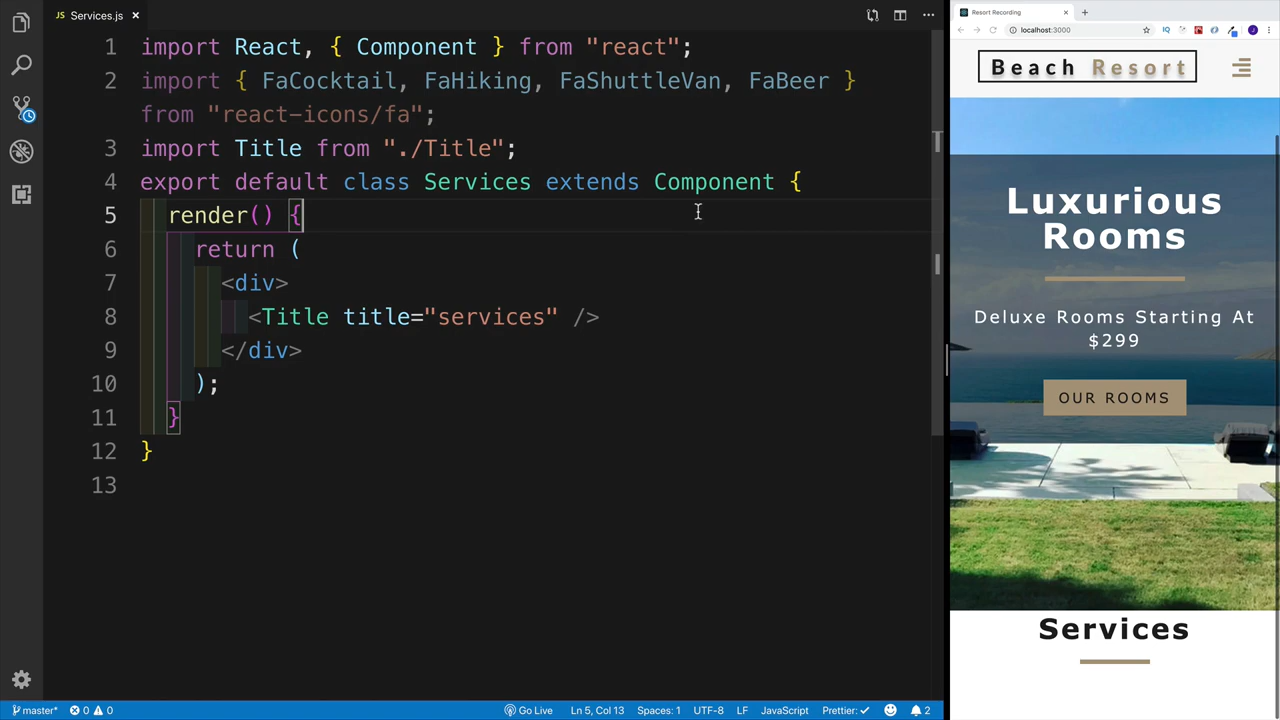 JS Services.js ×
1 import React, { Component } from "react";
2 import { FaCocktail, FaHiking, FaShuttleVan, FaBeer }
from "react-icons/fa";
3 import Title from "./Title";
4 export default class Services extends Component {
5 render() {
6 return (
7 <div>
8 <Title title="services" />
9 </div>
10 );
11 }
12 }
13
master* 0 0 Go Live Ln 5, Col 13 Spaces: 1 UTF-8 LF JavaScript Prettier: ✓ 2
Resort Recording ×
localhost:3000
Beach Resort
Luxurious
Rooms
Deluxe Rooms Starting At
$299
OUR ROOMS
Services